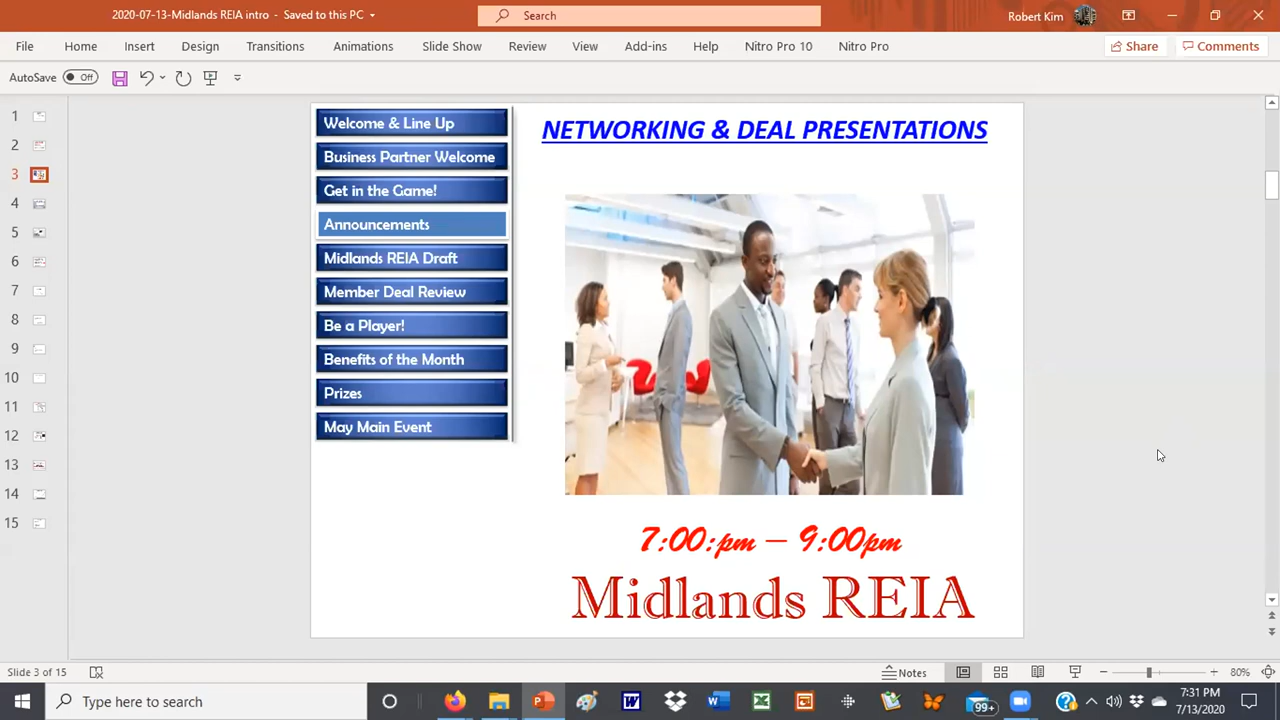 2020-07-13-Midlands REIA intro - Saved to this PC
Search
Robert Kim
File Home Insert Design Transitions Animations Slide Show Review View Add-ins Help Nitro Pro 10 Nitro Pro Share Comments
AutoSave Off
1
2
3
4
5
6
7
8
9
10
11
12
13
14
15
Welcome & Line Up
Business Partner Welcome
Get in the Game!
Announcements
Midlands REIA Draft
Member Deal Review
Be a Player!
Benefits of the Month
Prizes
May Main Event
NETWORKING & DEAL PRESENTATIONS
7:00:pm – 9:00pm
Midlands REIA
Slide 3 of 15
Notes
80%
Type here to search
99+
7:31 PM
7/13/2020